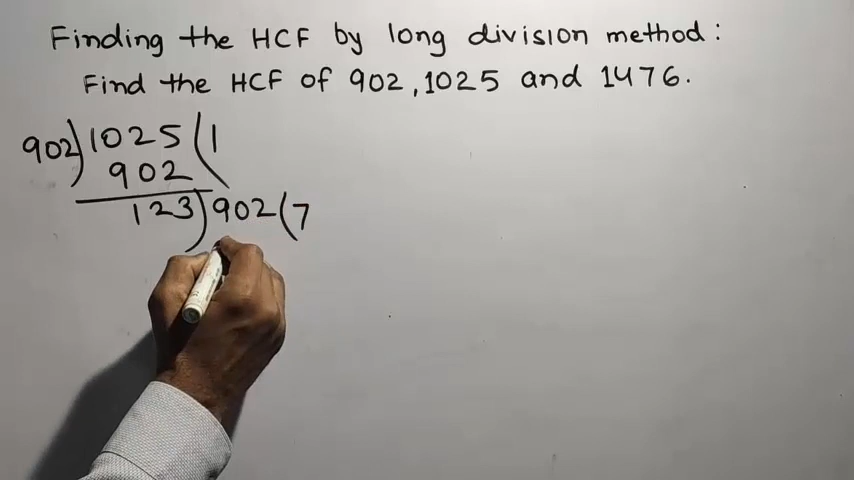 Finding the HCF by long division method:
Find the HCF of 902, 1025 and 1476.
902)1025(1
902
123)902(7